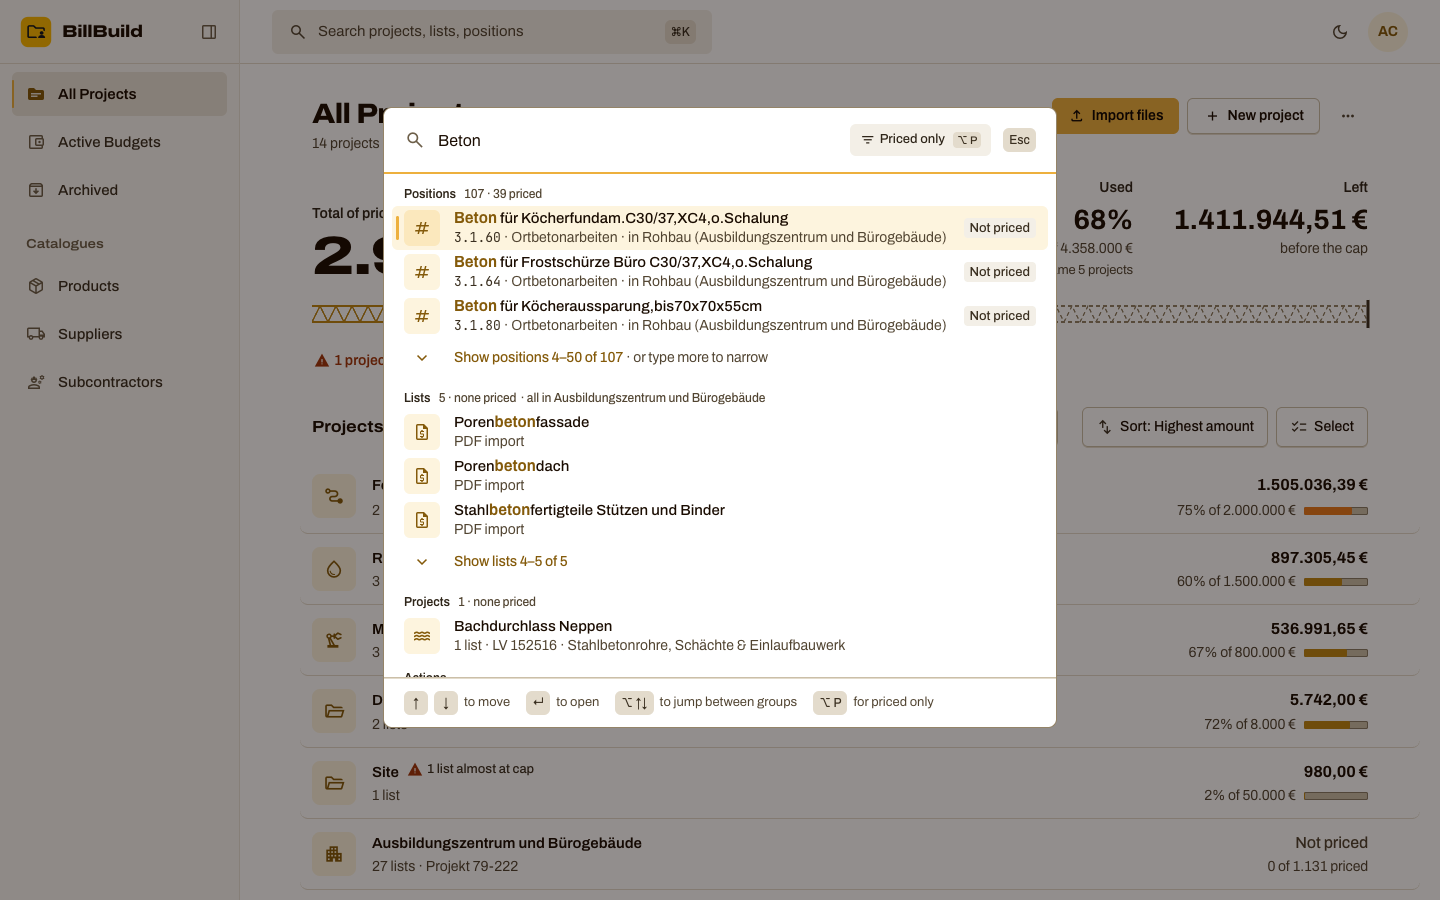 BillBuild
Search projects, lists, positions
⌘K
AC
All Projects
Active Budgets
Archived
Catalogues
Products
Suppliers
Subcontractors
14 projects
Import files
New project
Used
Left
68%
1.411.944,51 €
4.358.000 €
before the cap
5 projects
Beton
Priced only
⌥ P
Esc
Positions 107 · 39 priced
Beton für Köcherfundam.C30/37,XC4,o.Schalung
3.1.60 · Ortbetonarbeiten · in Rohbau (Ausbildungszentrum und Bürogebäude)
Not priced
Beton für Frostschürze Büro C30/37,XC4,o.Schalung
3.1.64 · Ortbetonarbeiten · in Rohbau (Ausbildungszentrum und Bürogebäude)
Not priced
Beton für Köcheraussparung,bis70x70x55cm
3.1.80 · Ortbetonarbeiten · in Rohbau (Ausbildungszentrum und Bürogebäude)
Not priced
Show positions 4–50 of 107 · or type more to narrow
Lists 5 · none priced · all in Ausbildungszentrum und Bürogebäude
Porenbetonfassade
PDF import
Porenbetondach
PDF import
Stahlbetonfertigteile Stützen und Binder
PDF import
Show lists 4–5 of 5
Projects 1 · none priced
Bachdurchlass Neppen
1 list · LV 152516 · Stahlbetonrohre, Schächte & Einlaufbauwerk
↑ ↓ to move ↵ to open ⌥ ↑↓ to jump between groups ⌥ P for priced only
Projects
Sort: Highest amount
Select
1.505.036,39 €
75% of 2.000.000 €
897.305,45 €
60% of 1.500.000 €
536.991,65 €
67% of 800.000 €
5.742,00 €
72% of 8.000 €
Site
1 list almost at cap
980,00 €
1 list
2% of 50.000 €
Ausbildungszentrum und Bürogebäude
Not priced
27 lists · Projekt 79-222
0 of 1.131 priced